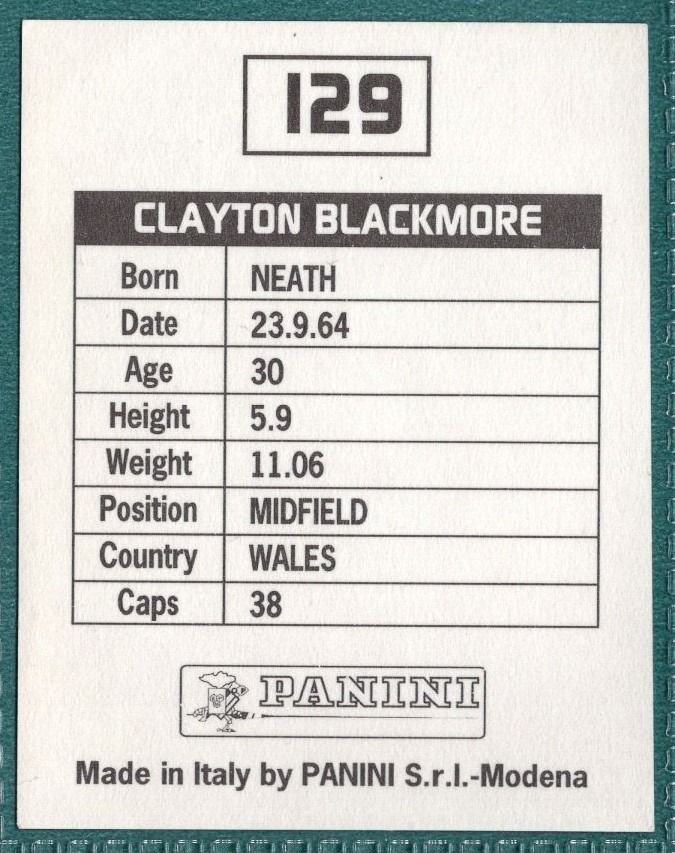 129
CLAYTON BLACKMORE
Born NEATH
Date 23.9.64
Age 30
Height 5.9
Weight 11.06
Position MIDFIELD
Country WALES
Caps 38
PANINI
Made in Italy by PANINI S.r.l.-Modena